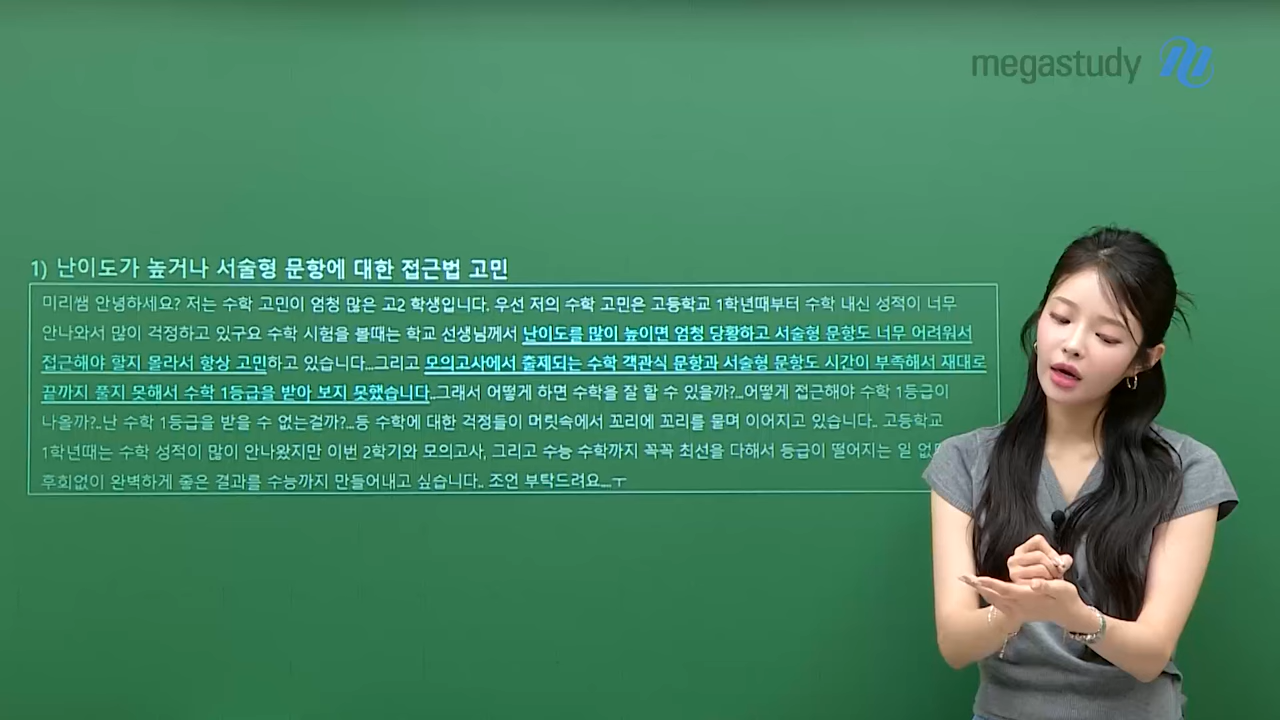 megastudy
1) 난이도가 높거나 서술형 문항에 대한 접근법 고민
미리쌤 안녕하세요? 저는 수학 고민이 엄청 많은 고2 학생입니다. 우선 저의 수학 고민은 고등학교 1학년때부터 수학 내신 성적이 너무
안나와서 많이 걱정하고 있구요 수학 시험을 볼때는 학교 선생님께서 난이도를 많이 높이면 엄청 당황하고 서술형 문항도 너무 어려워서
접근해야 할지 몰라서 항상 고민하고 있습니다...그리고 모의고사에서 출제되는 수학 객관식 문항과 서술형 문항도 시간이 부족해서 재대로
끝까지 풀지 못해서 수학 1등급을 받아 보지 못했습니다..그래서 어떻게 하면 수학을 잘 할 수 있을까?...어떻게 접근해야 수학 1등급이
나올까?..난 수학 1등급을 받을 수 없는걸까?..등 수학에 대한 걱정들이 머릿속에서 꼬리에 꼬리를 물며 이어지고 있습니다.. 고등학교
1학년때는 수학 성적이 많이 안나왔지만 이번 2학기와 모의고사, 그리고 수능 수학까지 꼭꼭 최선을 다해서 등급이 떨어지는 일
후회없이 완벽하게 좋은 결과를 수능까지 만들어내고 싶습니다.. 조언 부탁드려요...ㅜ